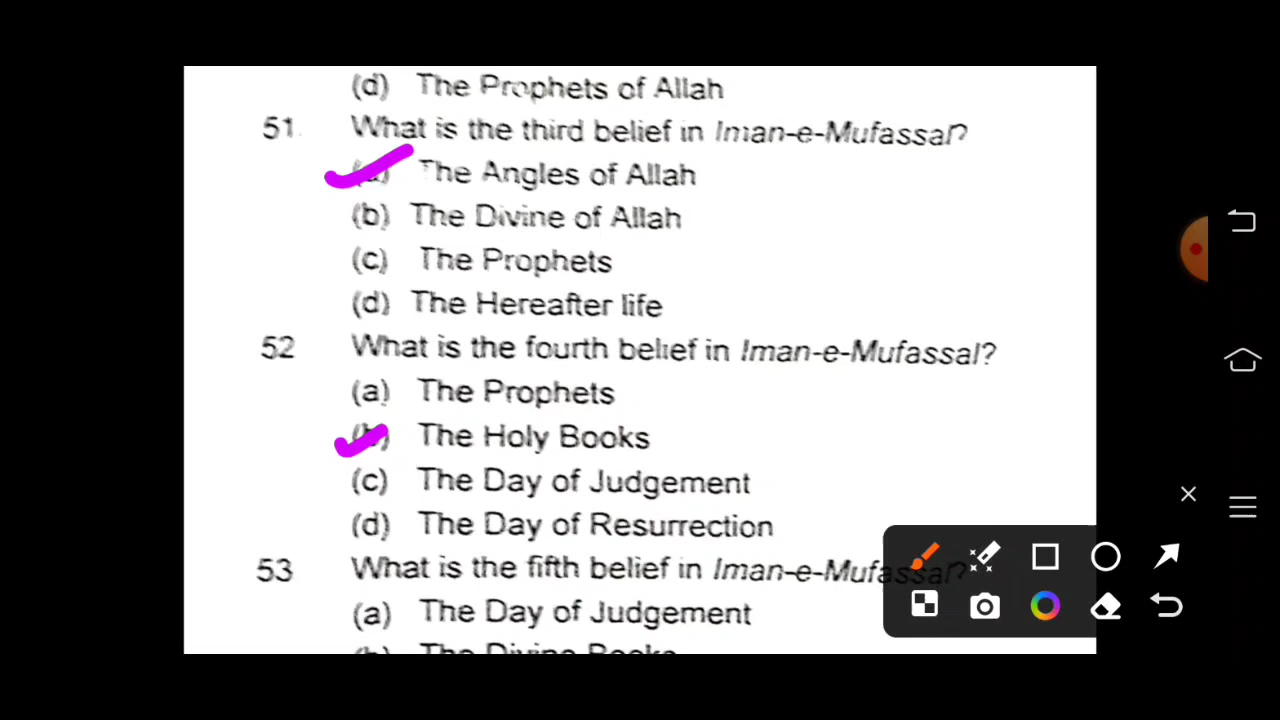 (d) The Prophets of Allah
51. What is the third belief in Iman-e-Mufassal?
(a) The Angles of Allah
(b) The Divine of Allah
(c) The Prophets
(d) The Hereafter life
52 What is the fourth belief in Iman-e-Mufassal?
(a) The Prophets
(b) The Holy Books
(c) The Day of Judgement
(d) The Day of Resurrection
53 What is the fifth belief in Iman-e-Mufassal?
(a) The Day of Judgement
(b) The Divine Books